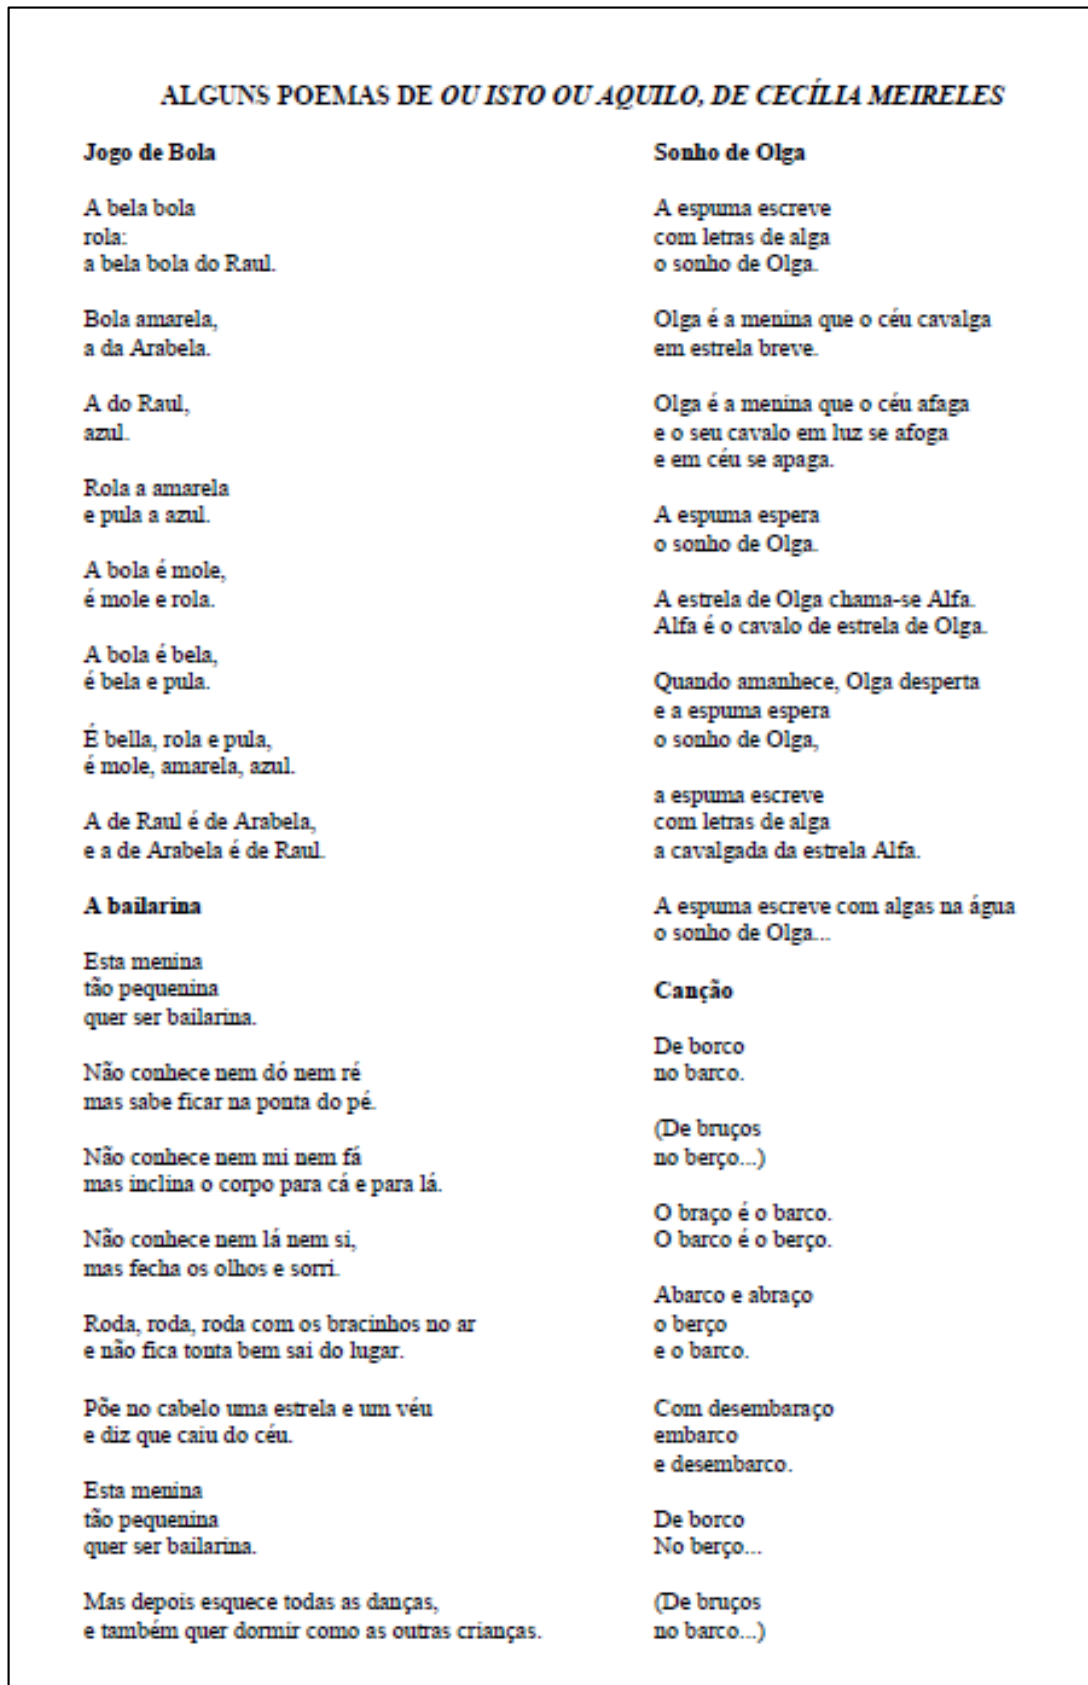 ALGUNS POEMAS DE OU ISTO OU AQUILO, DE CECÍLIA MEIRELES
Jogo de Bola
A bela bola
rola:
a bela bola do Raul.
Bola amarela,
a da Arabela.
A do Raul,
azul.
Rola a amarela
e pula a azul.
A bola é mole,
é mole e rola.
A bola é bela,
é bela e pula.
É bella, rola e pula,
é mole, amarela, azul.
A de Raul é de Arabela,
e a de Arabela é de Raul.
A bailarina
Esta menina
tão pequenina
quer ser bailarina.
Não conhece nem dó nem ré
mas sabe ficar na ponta do pé.
Não conhece nem mi nem fá
mas inclina o corpo para cá e para lá.
Não conhece nem lá nem si,
mas fecha os olhos e sorri.
Roda, roda, roda com os bracinhos no ar
e não fica tonta bem sai do lugar.
Põe no cabelo uma estrela e um véu
e diz que caiu do céu.
Esta menina
tão pequenina
quer ser bailarina.
Mas depois esquece todas as danças,
e também quer dormir como as outras crianças.
Sonho de Olga
A espuma escreve
com letras de alga
o sonho de Olga.
Olga é a menina que o céu cavalga
em estrela breve.
Olga é a menina que o céu afaga
e o seu cavalo em luz se afoga
e em céu se apaga.
A espuma espera
o sonho de Olga.
A estrela de Olga chama-se Alfa.
Alfa é o cavalo de estrela de Olga.
Quando amanhece, Olga desperta
e a espuma espera
o sonho de Olga,
a espuma escreve
com letras de alga
a cavalgada da estrela Alfa.
A espuma escreve com algas na água
o sonho de Olga...
Canção
De borco
no barco.
(De bruços
no berço...)
O braço é o barco.
O barco é o berço.
Abarco e abraço
o berço
e o barco.
Com desembaraço
embarco
e desembarco.
De borco
No berço...
(De bruços
no barco...)